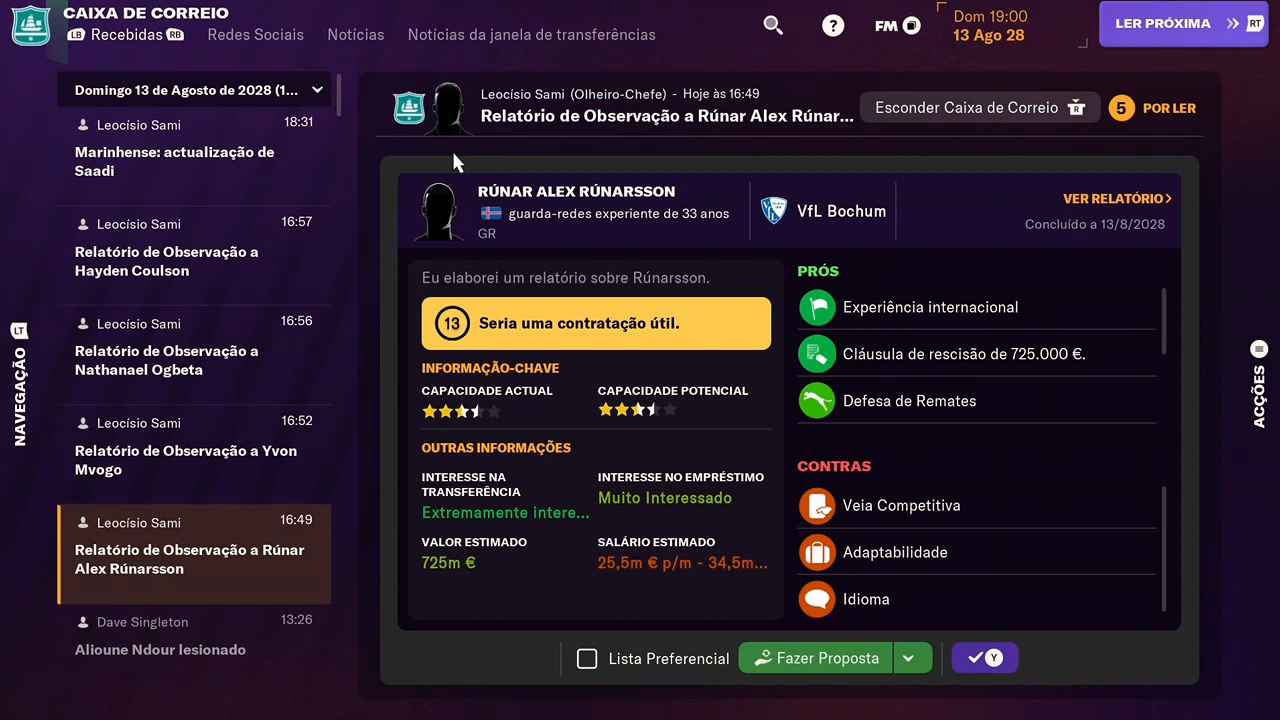 CAIXA DE CORREIO
LB Recebidas RB Redes Sociais Notícias Notícias da janela de transferências
? FM
Dom 19:00
13 Ago 28
LER PRÓXIMA RT
Domingo 13 de Agosto de 2028 (1...
Leocísio Sami 18:31
Marinhense: actualização de
Saadi
Leocísio Sami 16:57
Relatório de Observação a
Hayden Coulson
Leocísio Sami 16:56
Relatório de Observação a
Nathanael Ogbeta
Leocísio Sami 16:52
Relatório de Observação a Yvon
Mvogo
Leocísio Sami 16:49
Relatório de Observação a Rúnar
Alex Rúnarsson
Dave Singleton 13:26
Alioune Ndour lesionado
LT
NAVEGAÇÃO
Leocísio Sami (Olheiro-Chefe) - Hoje às 16:49
Relatório de Observação a Rúnar Alex Rúnar...
Esconder Caixa de Correio R
5 POR LER
RÚNAR ALEX RÚNARSSON
guarda-redes experiente de 33 anos
GR
VfL Bochum
VER RELATÓRIO
Concluído a 13/8/2028
Eu elaborei um relatório sobre Rúnarsson.
13 Seria uma contratação útil.
INFORMAÇÃO-CHAVE
CAPACIDADE ACTUAL CAPACIDADE POTENCIAL
OUTRAS INFORMAÇÕES
INTERESSE NA
TRANSFERÊNCIA
Extremamente intere...
INTERESSE NO EMPRÉSTIMO
Muito Interessado
VALOR ESTIMADO
725m €
SALÁRIO ESTIMADO
25,5m € p/m - 34,5m...
PRÓS
Experiência internacional
Cláusula de rescisão de 725.000 €.
Defesa de Remates
CONTRAS
Veia Competitiva
Adaptabilidade
Idioma
Lista Preferencial
Fazer Proposta
Y
ACÇÕES